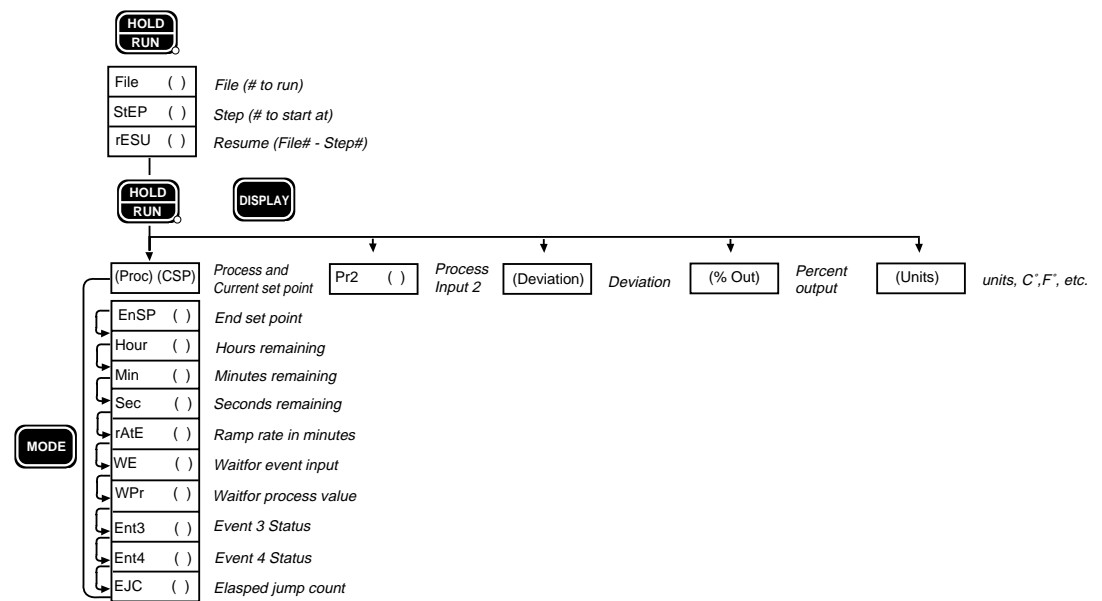 HOLD
RUN
File ( ) File (# to run)
StEP ( ) Step (# to start at)
rESU ( ) Resume (File# - Step#)
HOLD
RUN
DISPLAY
(Proc) (CSP) Process and
Current set point
Pr2 ( ) Process
Input 2
(Deviation) Deviation
(% Out) Percent
output
(Units) units, C°,F°, etc.
EnSP ( ) End set point
Hour ( ) Hours remaining
Min ( ) Minutes remaining
Sec ( ) Seconds remaining
rAtE ( ) Ramp rate in minutes
MODE
WE ( ) Waitfor event input
WPr ( ) Waitfor process value
Ent3 ( ) Event 3 Status
Ent4 ( ) Event 4 Status
EJC ( ) Elasped jump count